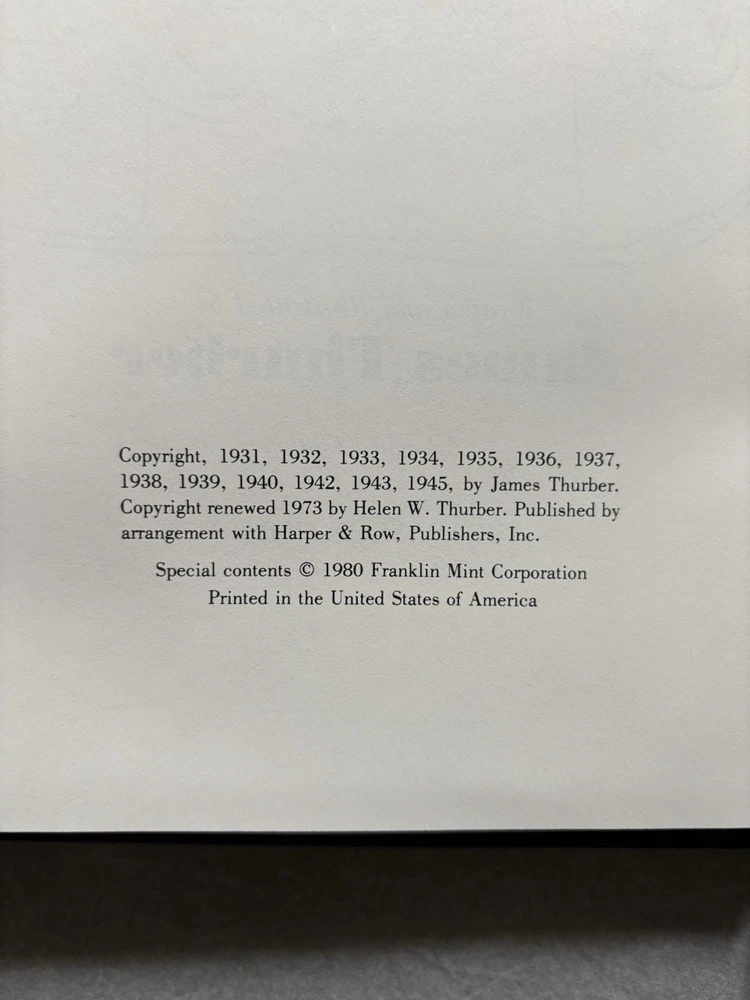 Copyright, 1931, 1932, 1933, 1934, 1935, 1936, 1937,
1938, 1939, 1940, 1942, 1943, 1945, by James Thurber.
Copyright renewed 1973 by Helen W. Thurber. Published by
arrangement with Harper & Row, Publishers, Inc.
Special contents © 1980 Franklin Mint Corporation
Printed in the United States of America